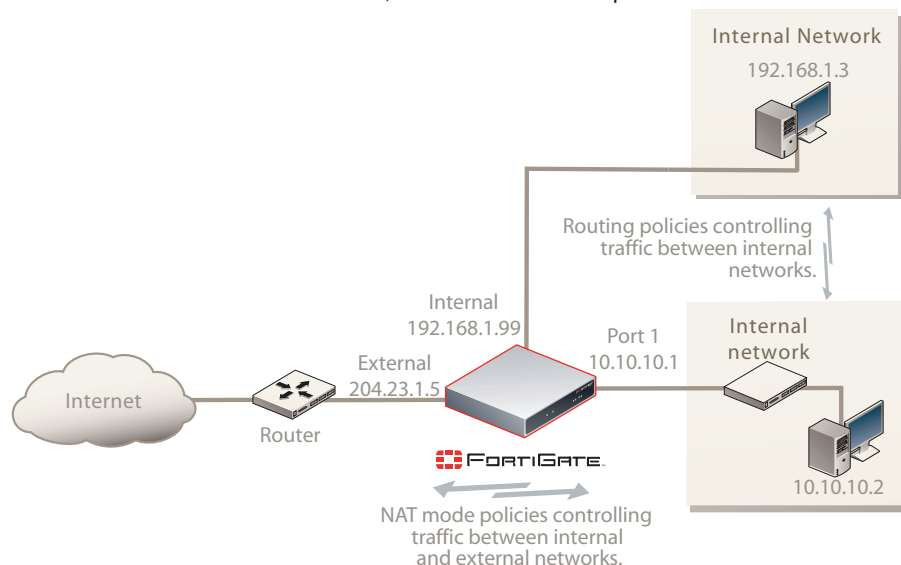 Internal Network
192.168.1.3
Routing policies controlling
traffic between internal
networks.
Internal
192.168.1.99
Port 1
10.10.10.1
Internal
network
External
204.23.1.5
Internet
Router
FORTIGATE
10.10.10.2
NAT mode policies controlling
traffic between internal
and external networks.